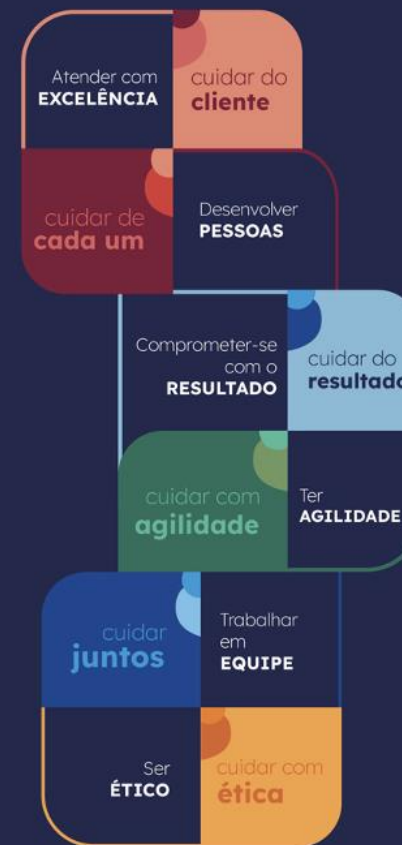 Atender com
EXCELÊNCIA
cuidar do
cliente
cuidar de
cada um
Desenvolver
PESSOAS
Comprometer-se
com o
RESULTADO
cuidar do
resultado
cuidar com
agilidade
Ter
AGILIDADE
cuidar
juntos
Trabalhar
em
EQUIPE
Ser
ÉTICO
cuidar com
ética